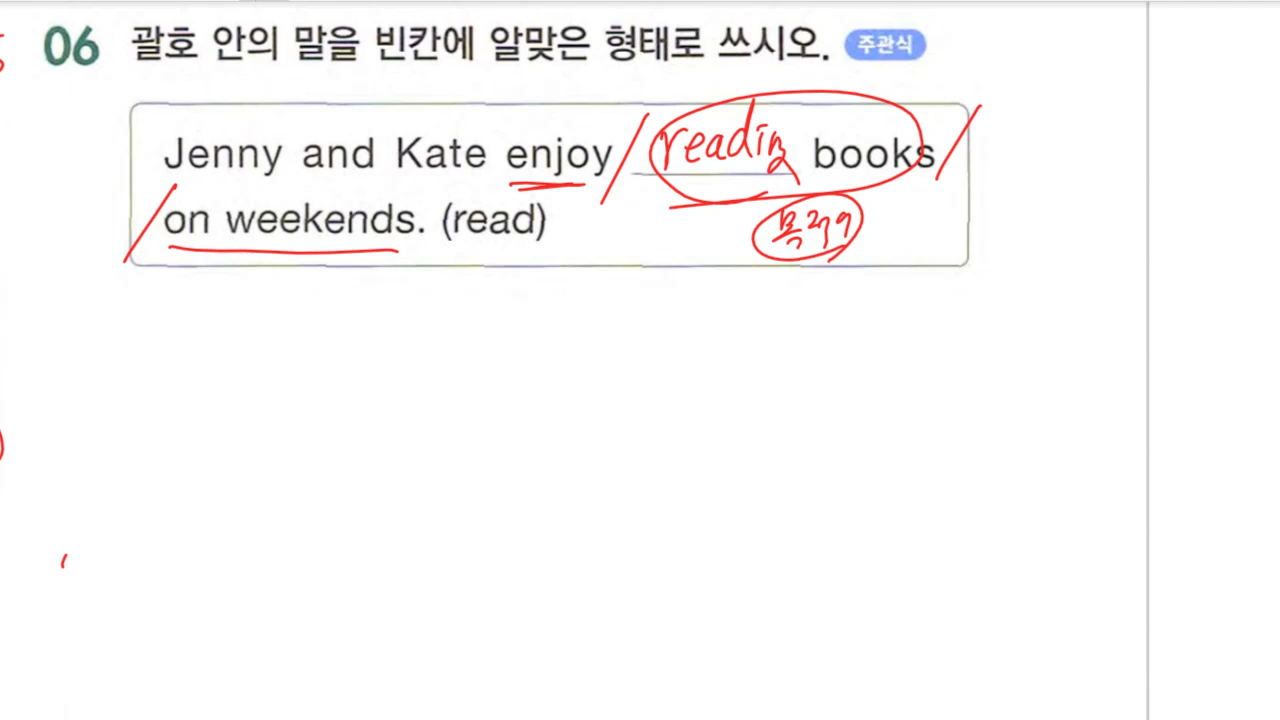 06 괄호 안의 말을 빈칸에 알맞은 형태로 쓰시오. 주관식
Jenny and Kate enjoy / reading books /
/ on weekends. (read)
목적어